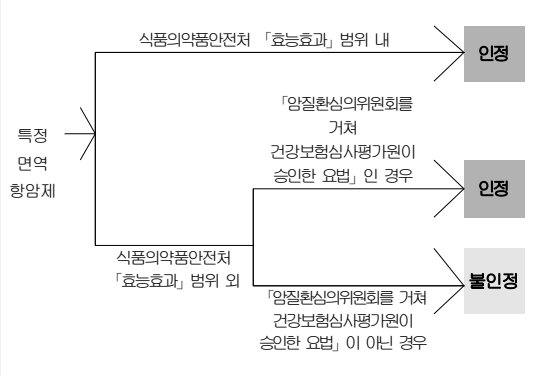 식품의약품안전처 「효능효과」 범위 내
인정
특정
면역
항암제
「암질환심의위원회를
거쳐
건강보험심사평가원이
승인한 요법」 인 경우
인정
식품의약품안전처
「효능효과」 범위 외
불인정
「암질환심의위원회를 거쳐
건강보험심사평가원이
승인한 요법」이 아닌 경우